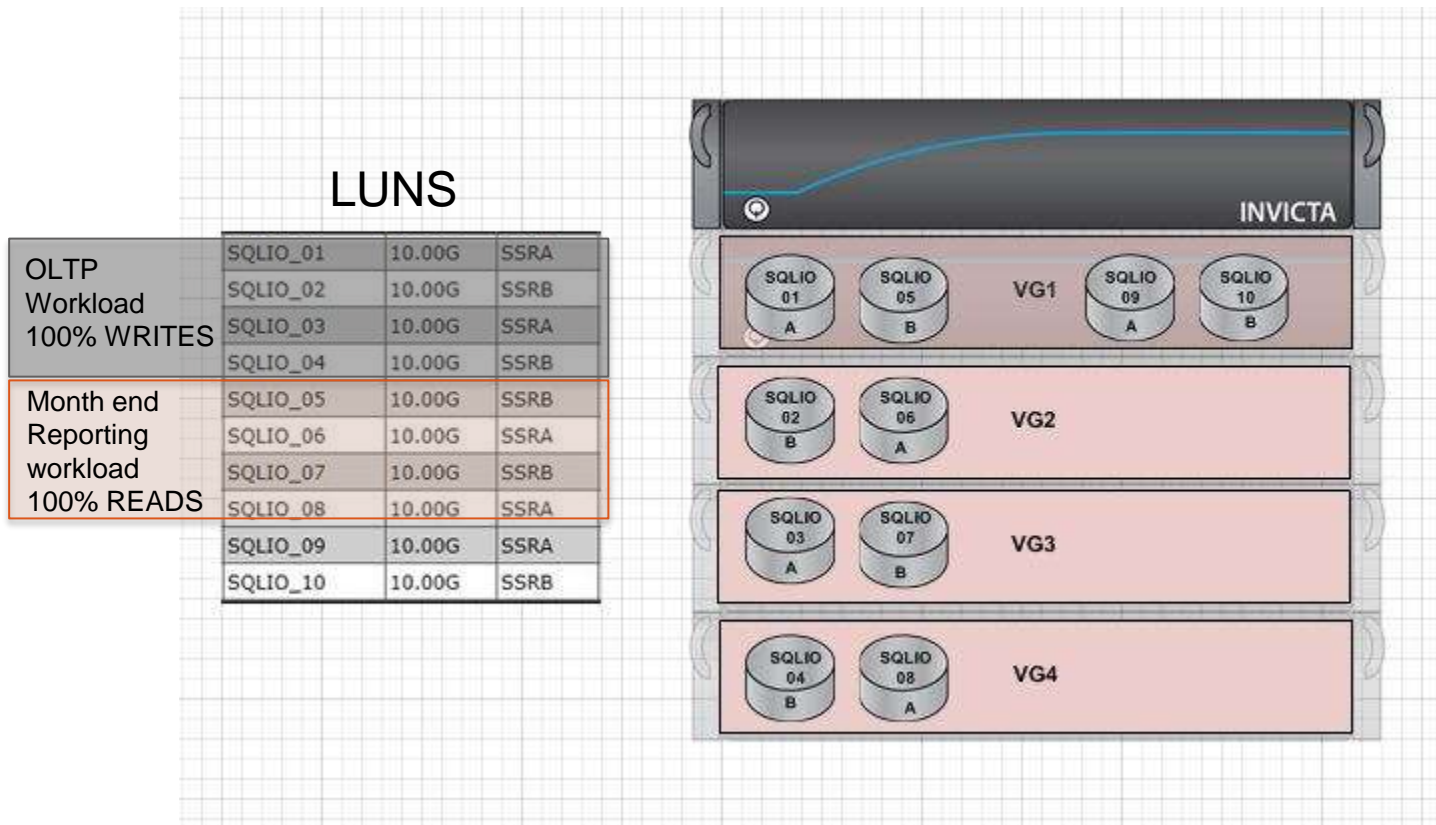 LUNS
OLTP
Workload
100% WRITES
Month end
Reporting
workload
100% READS
SQLIO_01 10.00G SSRA
SQLIO_02 10.00G SSRB
SQLIO_03 10.00G SSRA
SQLIO_04 10.00G SSRB
SQLIO_05 10.00G SSRB
SQLIO_06 10.00G SSRA
SQLIO_07 10.00G SSRB
SQLIO_08 10.00G SSRA
SQLIO_09 10.00G SSRA
SQLIO_10 10.00G SSRB
INVICTA
SQLIO
01
A
SQLIO
05
B
VG1
SQLIO
09
A
SQLIO
10
B
SQLIO
02
B
SQLIO
06
A
VG2
SQLIO
03
A
SQLIO
07
B
VG3
SQLIO
04
B
SQLIO
08
A
VG4